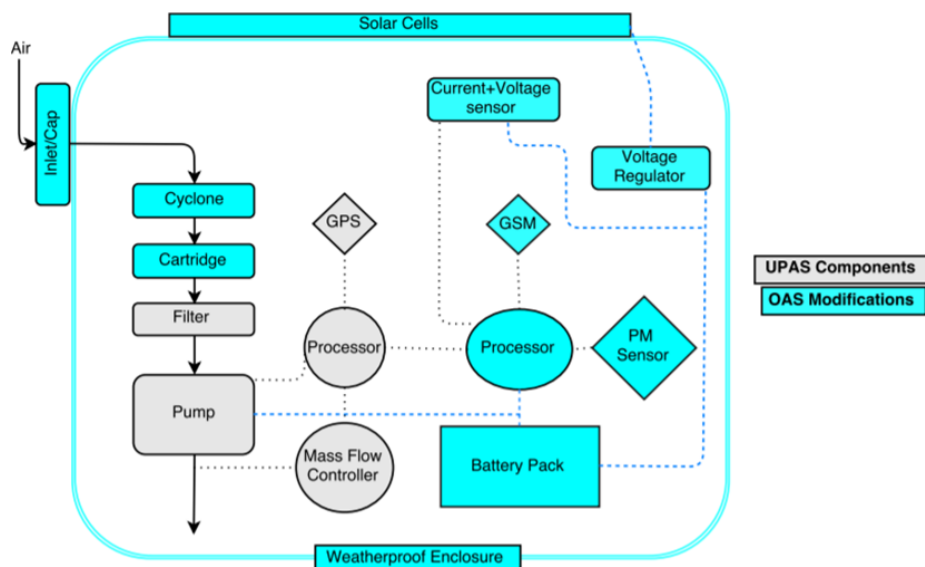 Solar Cells
Air
Inlet/Cap
Current+Voltage
sensor
Voltage
Regulator
Cyclone
GPS
GSM
Cartridge
UPAS Components
OAS Modifications
Filter
Processor
Processor
PM
Sensor
Pump
Mass Flow
Controller
Battery Pack
Weatherproof Enclosure